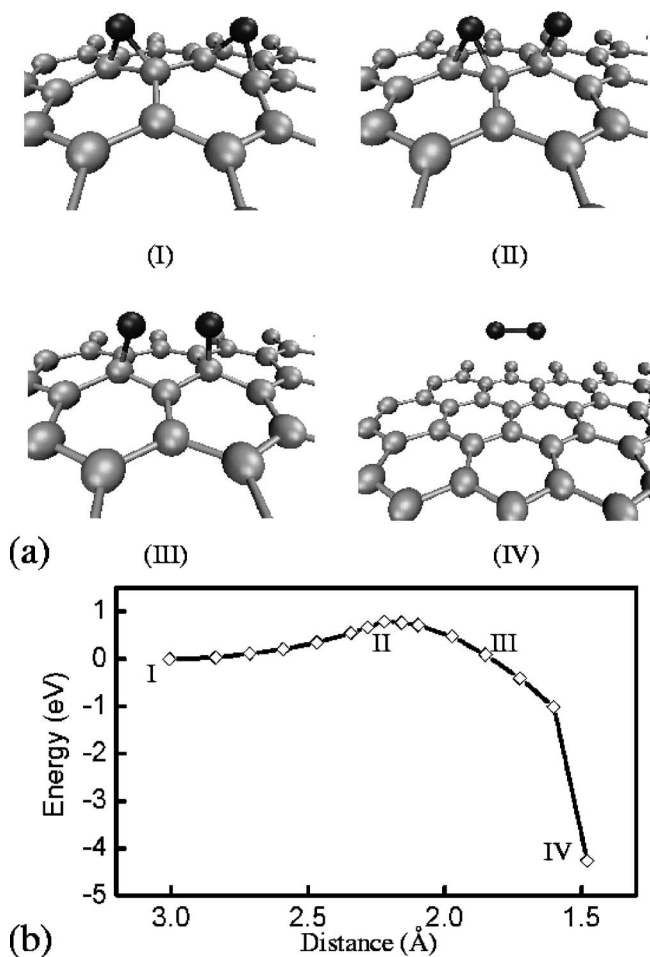 (I)
(II)
(a)
(III)
(IV)
(b)
Energy (eV)
1
0
-1
-2
-3
-4
-5
I
II
III
IV
3.0
2.5
2.0
1.5
Distance (Å)